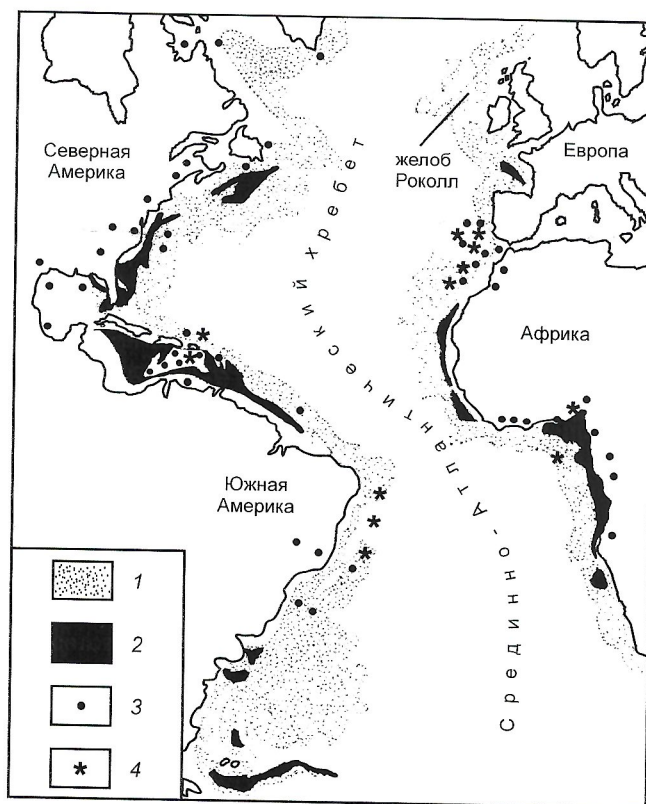 Северная
Америка
желоб
Роколл
Европа
Африка
Южная
Америка
Срединно-Атлантический хребет
1
2
3
4